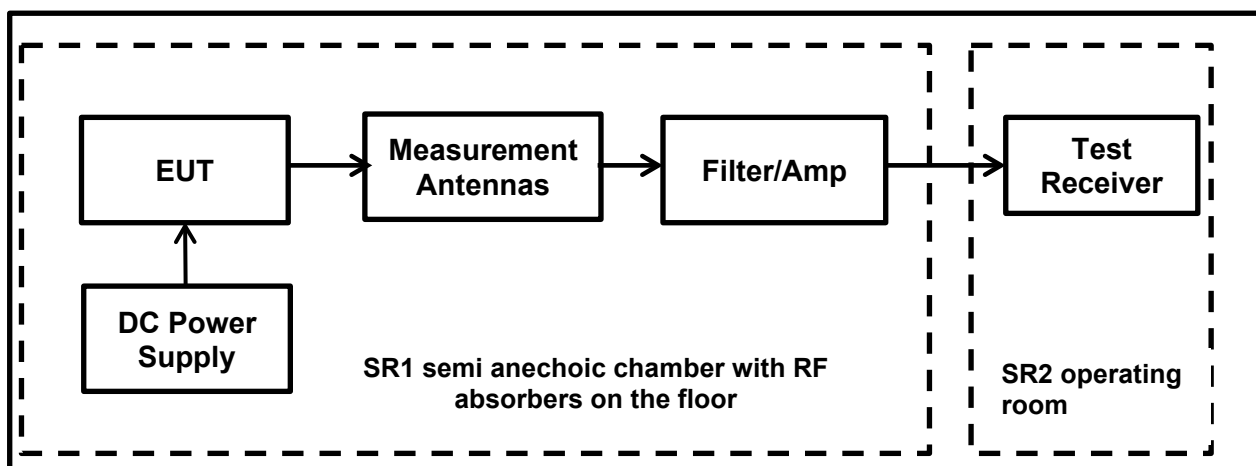 EUT
Measurement
Antennas
Filter/Amp
Test
Receiver
DC Power
Supply
SR1 semi anechoic chamber with RF
absorbers on the floor
SR2 operating
room